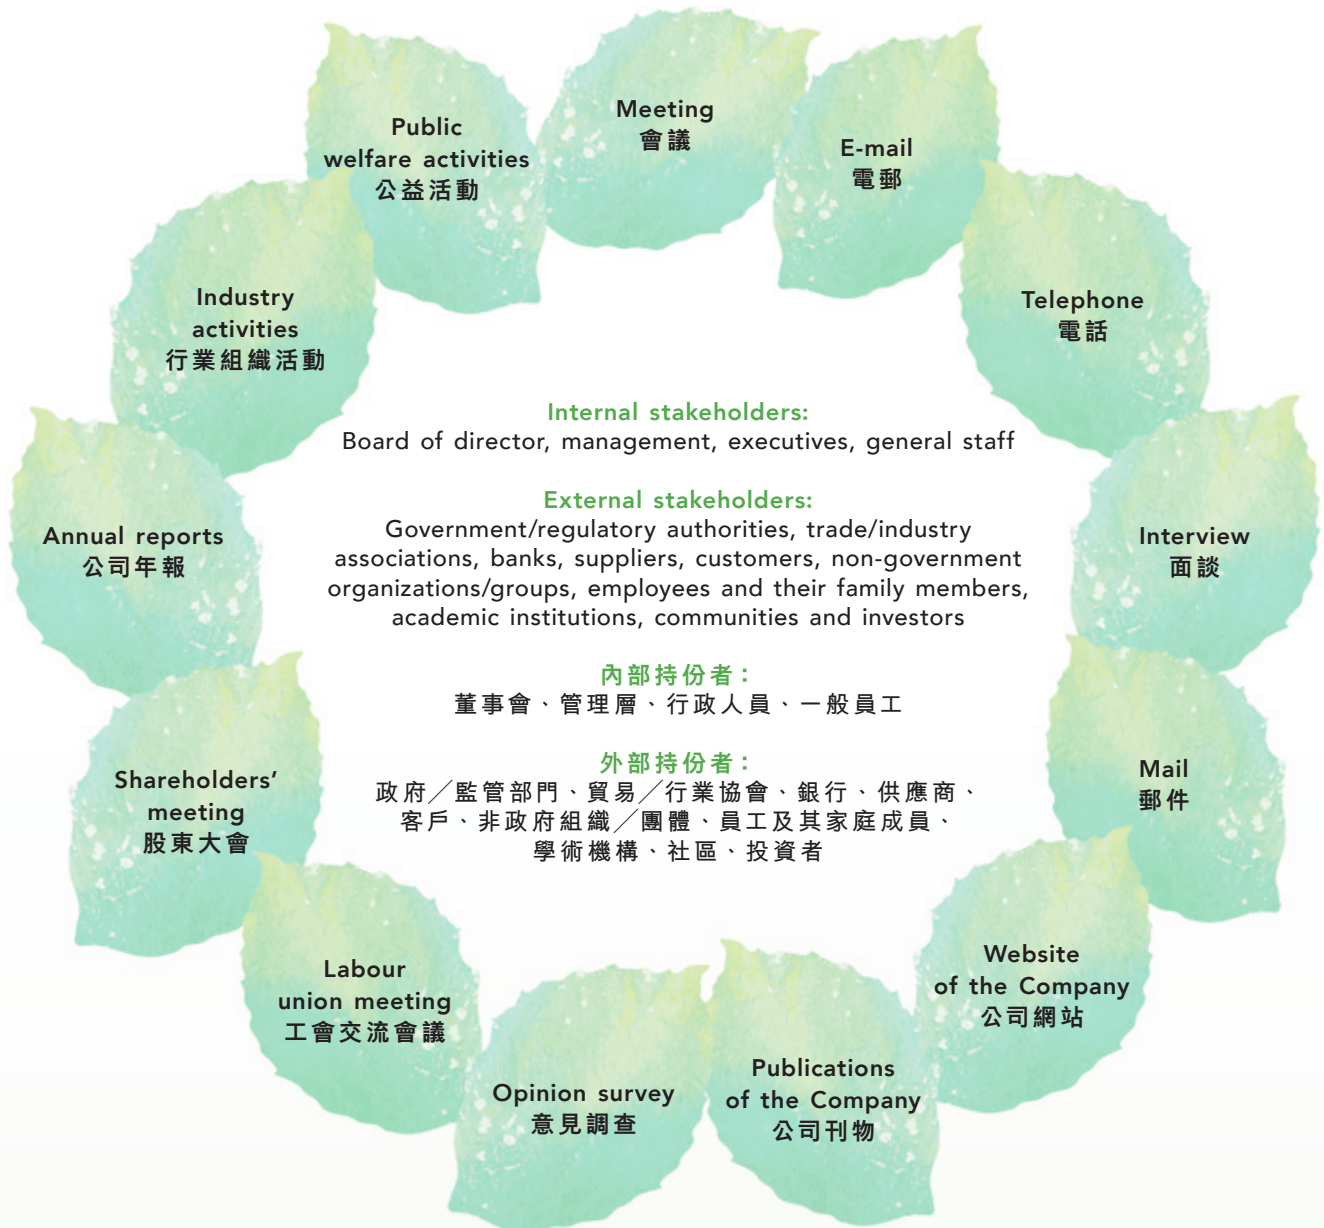 Meeting
會議
E-mail
電郵
Telephone
電話
Interview
面談
Mail
郵件
Website
of the Company
公司網站
Publications
of the Company
公司刊物
Opinion survey
意見調查
Labour
union meeting
工會交流會議
Shareholders’
meeting
股東大會
Annual reports
公司年報
Industry
activities
行業組織活動
Public
welfare activities
公益活動
Internal stakeholders:
Board of director, management, executives, general staff
External stakeholders:
Government/regulatory authorities, trade/industry
associations, banks, suppliers, customers, non-government
organizations/groups, employees and their family members,
academic institutions, communities and investors
內部持份者：
董事會、管理層、行政人員、一般員工
外部持份者：
政府／監管部門、貿易／行業協會、銀行、供應商、
客戶、非政府組織／團體、員工及其家庭成員、
學術機構、社區、投資者